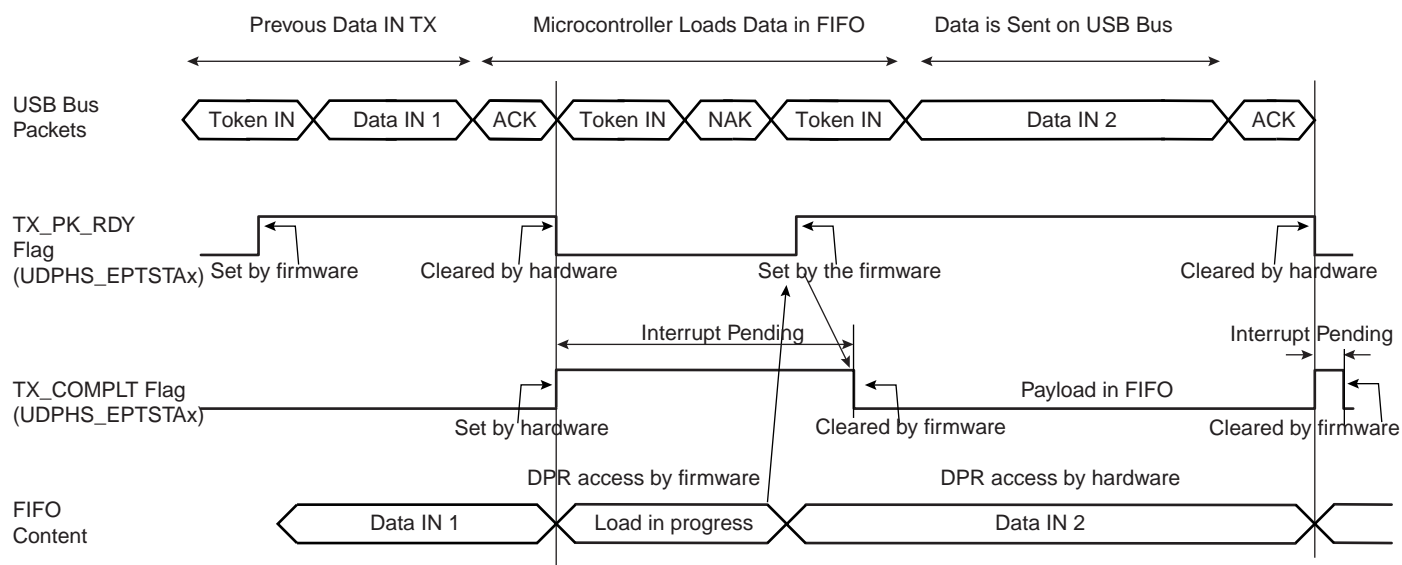 Prevous Data IN TX
Microcontroller Loads Data in FIFO
Data is Sent on USB Bus
USB Bus
Packets
Token IN
Data IN 1
ACK
Token IN
NAK
Token IN
Data IN 2
ACK
TX_PK_RDY
Flag
(UDPHS_EPTSTAx)
Set by firmware
Cleared by hardware
Set by the firmware
Cleared by hardware
Interrupt Pending
Interrupt Pending
TX_COMPLT Flag
(UDPHS_EPTSTAx)
Payload in FIFO
Set by hardware
Cleared by firmware
Cleared by firmware
DPR access by firmware
DPR access by hardware
FIFO
Content
Data IN 1
Load in progress
Data IN 2